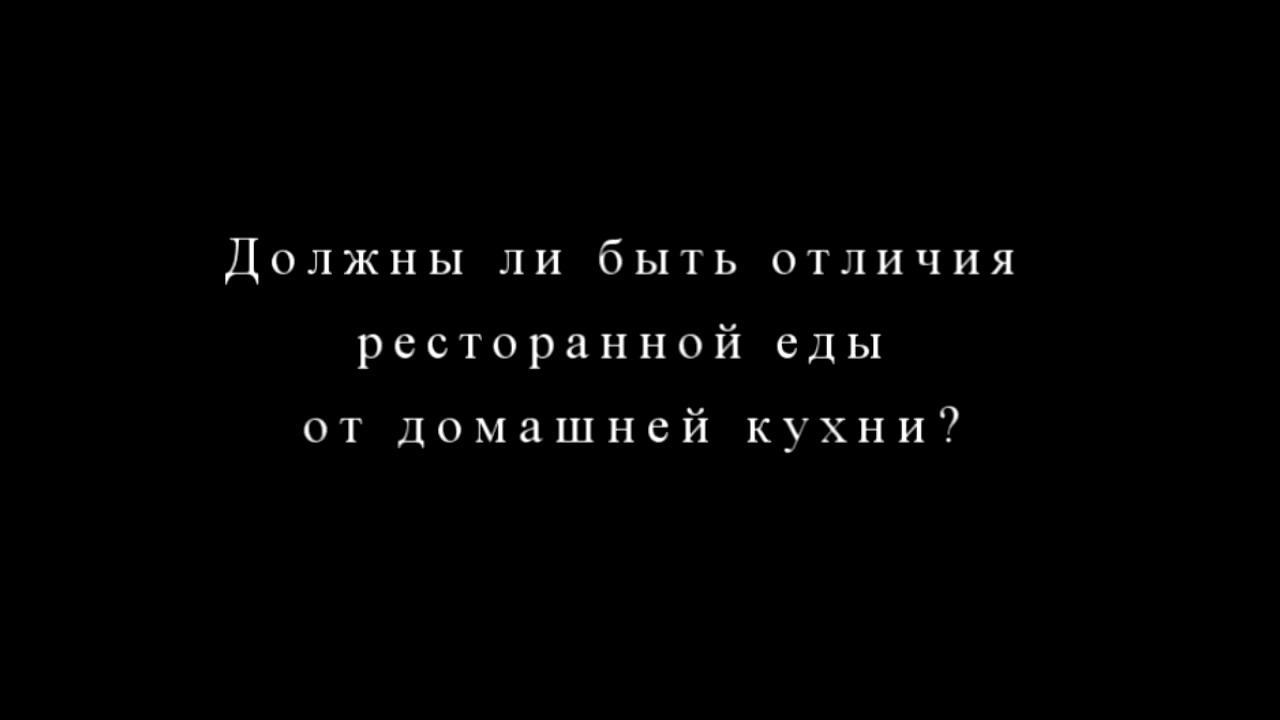 Должны ли быть отличия
ресторанной еды
от домашней кухни?